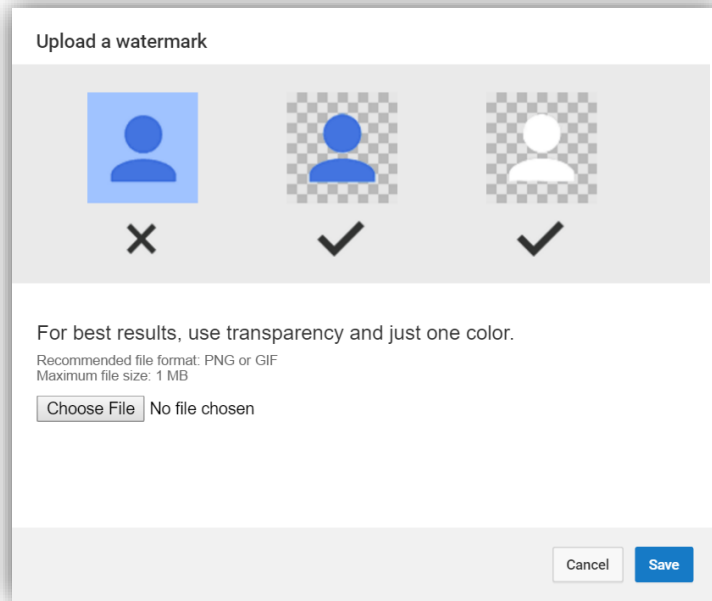 Upload a watermark
For best results, use transparency and just one color.
Recommended file format: PNG or GIF
Maximum file size: 1 MB
Choose File No file chosen
Cancel Save